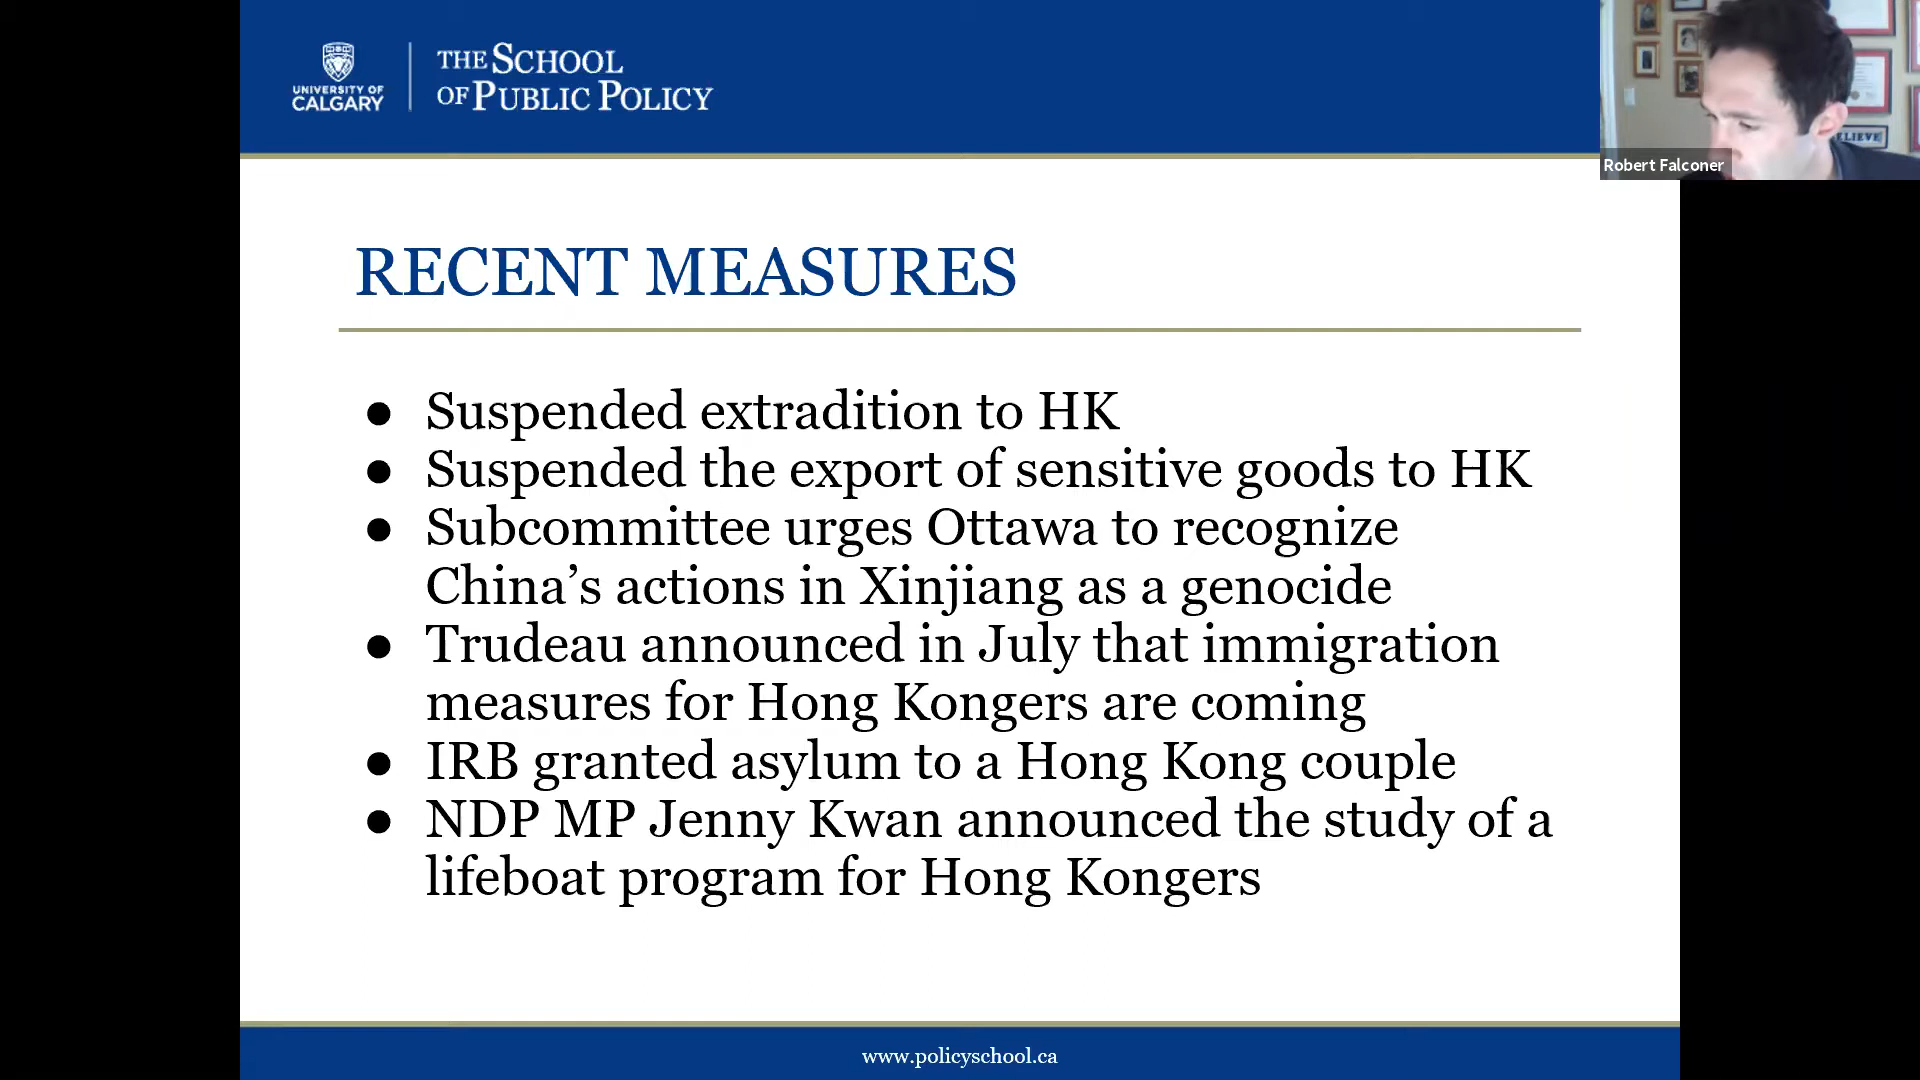 UNIVERSITY OF
CALGARY
THE SCHOOL
OF PUBLIC POLICY
ELIEVE
Robert Falconer
RECENT MEASURES
● Suspended extradition to HK
● Suspended the export of sensitive goods to HK
● Subcommittee urges Ottawa to recognize
China’s actions in Xinjiang as a genocide
● Trudeau announced in July that immigration
measures for Hong Kongers are coming
● IRB granted asylum to a Hong Kong couple
● NDP MP Jenny Kwan announced the study of a
lifeboat program for Hong Kongers
www.policyschool.ca